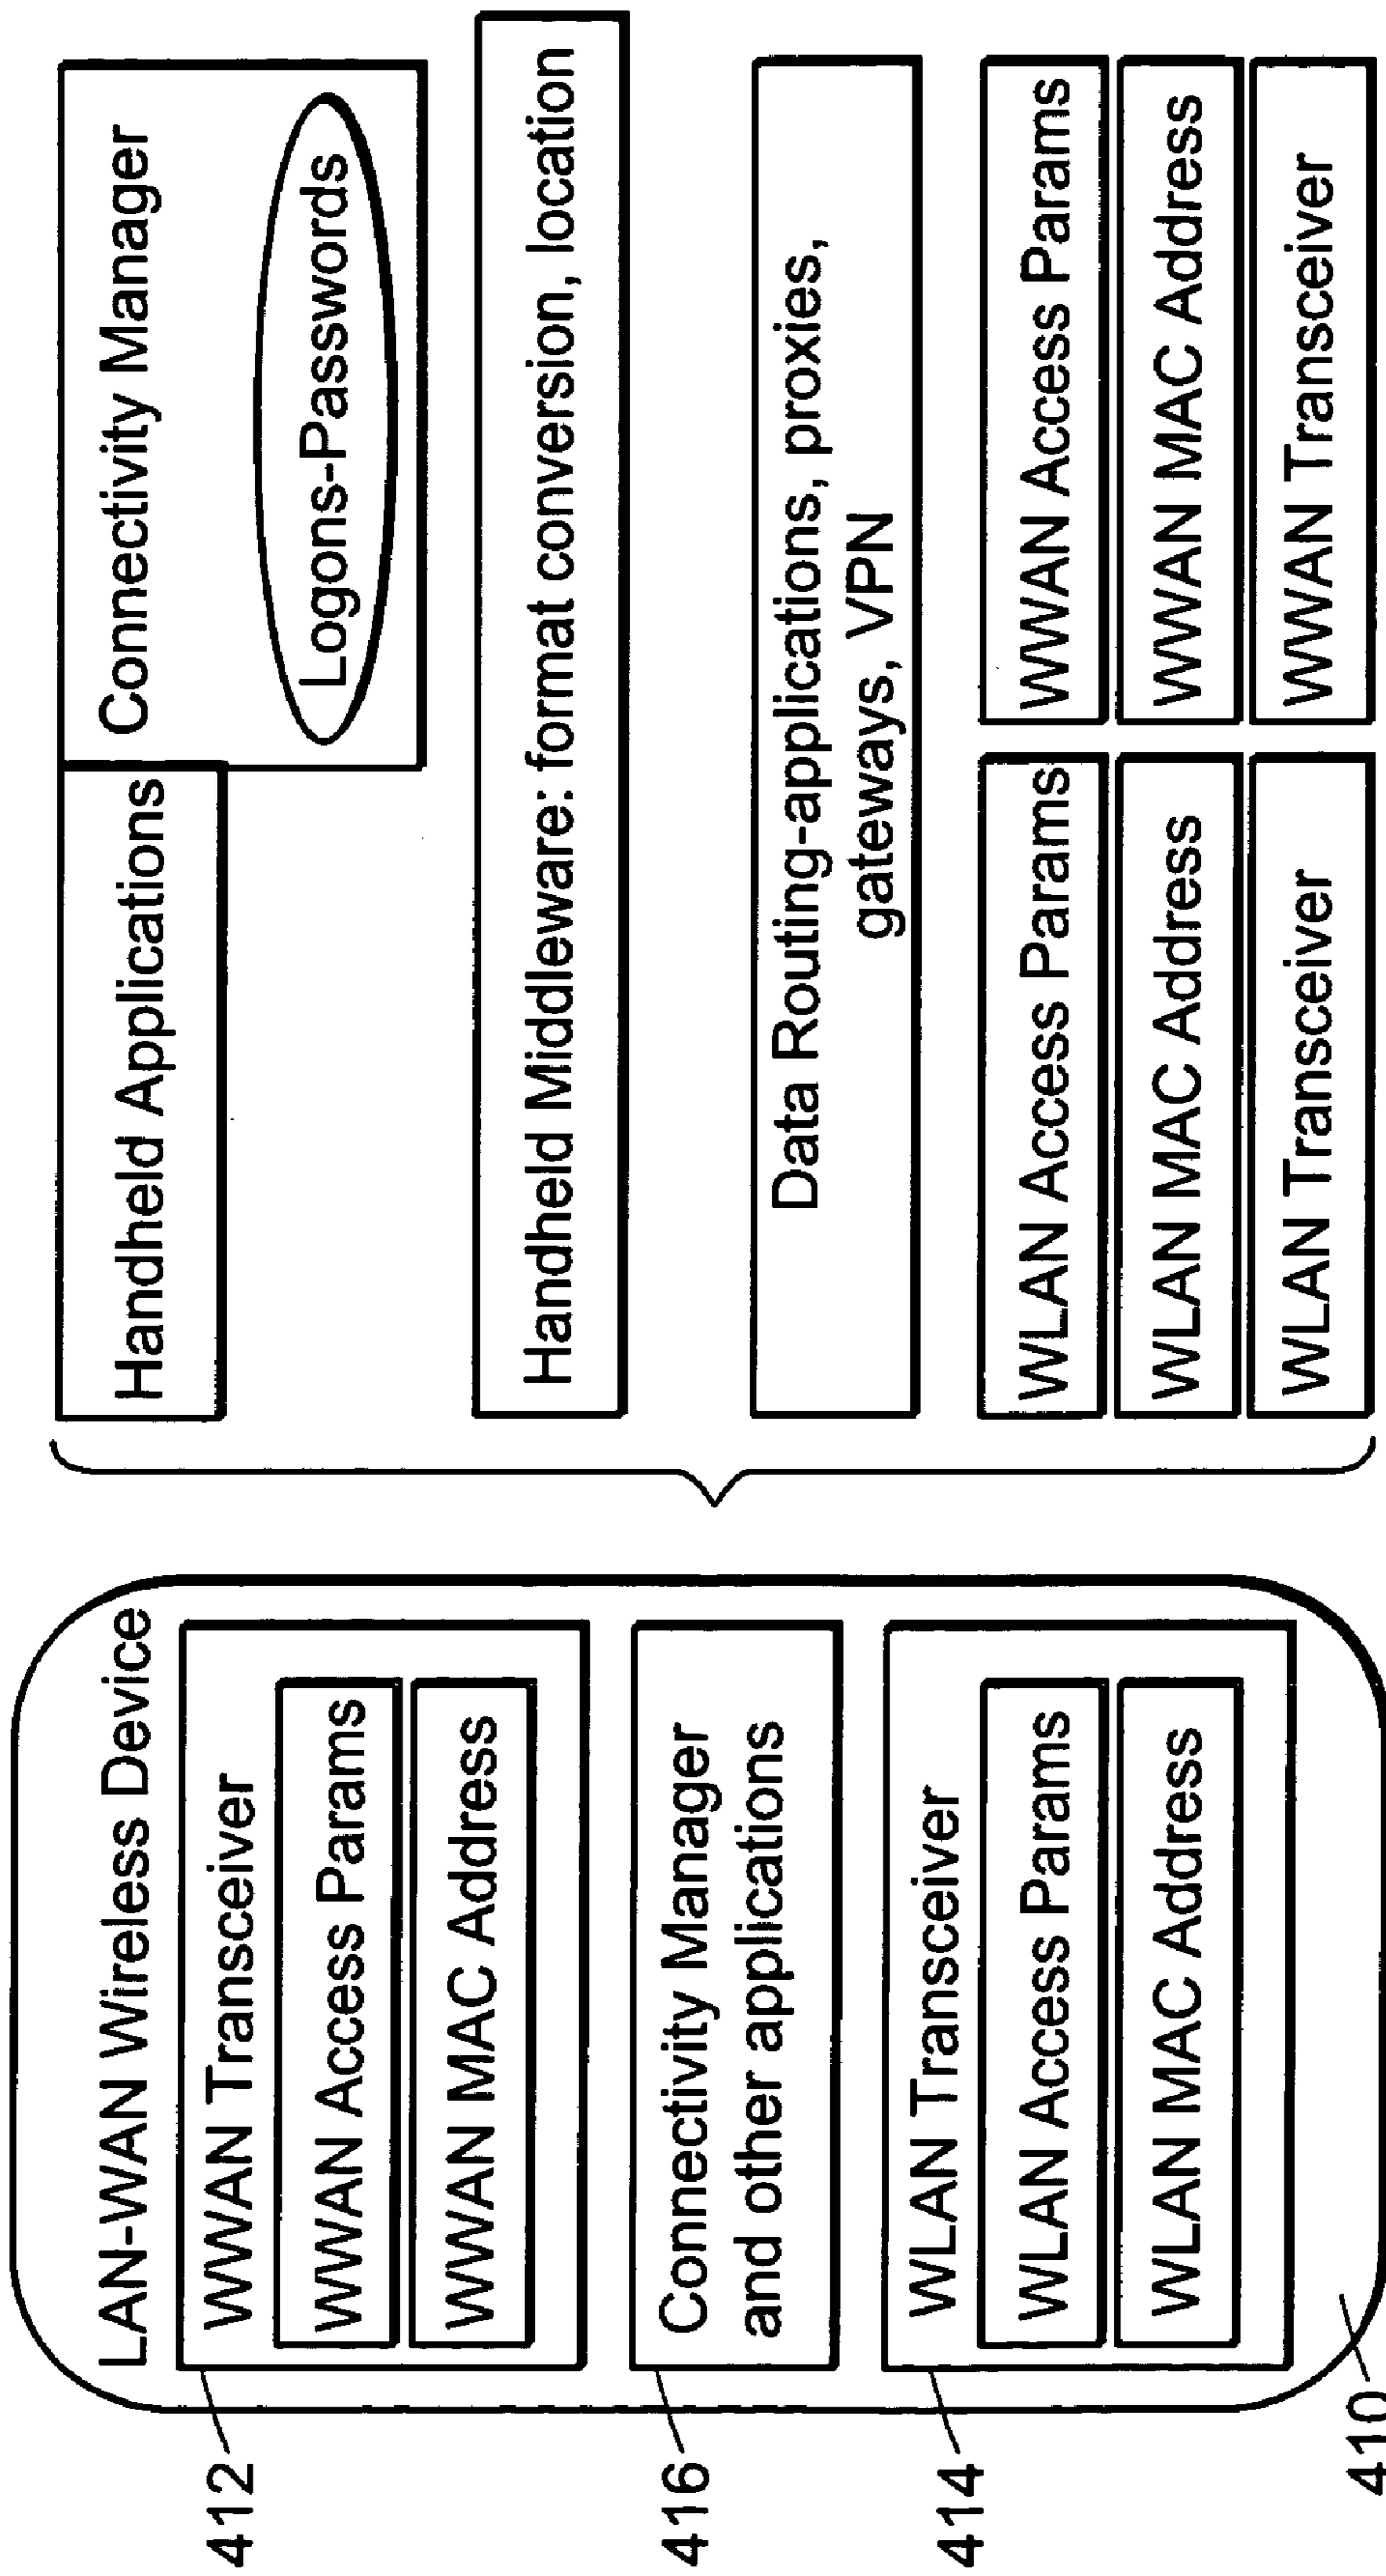 LAN-WAN Wireless Device
412
WWAN Transceiver
WWAN Access Params
WWAN MAC Address
416
Connectivity Manager
and other applications
414
WLAN Transceiver
WLAN Access Params
WLAN MAC Address
410
Handheld Applications
Connectivity Manager
Logons-Passwords
Handheld Middleware: format conversion, location
Data Routing-applications, proxies,
gateways, VPN
WLAN Access Params
WLAN MAC Address
WLAN Transceiver
WWAN Access Params
WWAN MAC Address
WWAN Transceiver